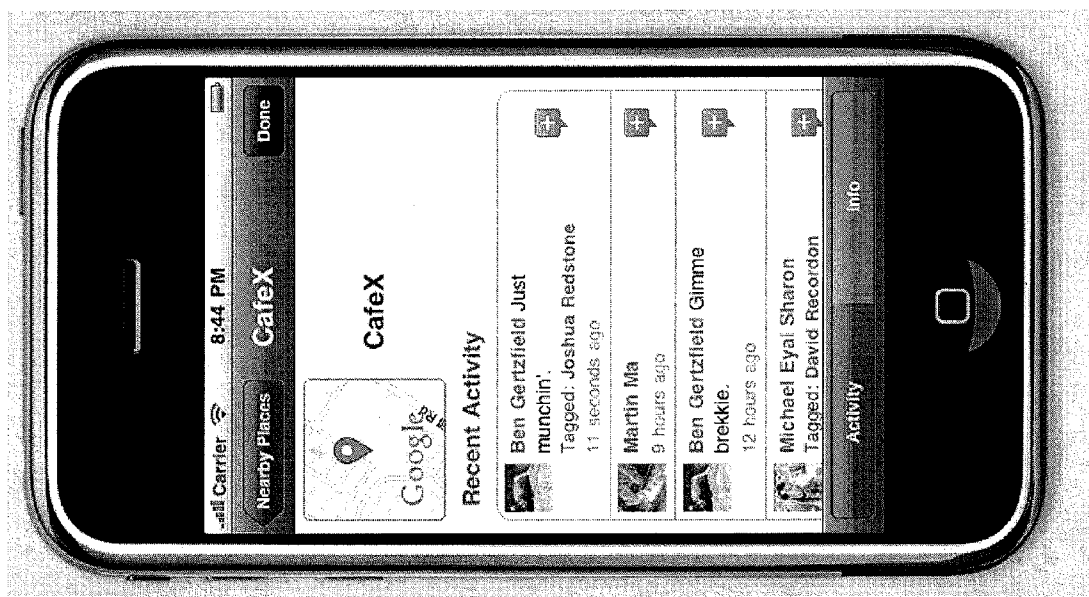 Carrier 8:44 PM
Nearby Places CafeX Done
Google
CafeX
Recent Activity
Ben Gertzfield Just
munchin'.
Tagged: Joshua Redstone
11 seconds ago
Martin Ma
9 hours ago
Ben Gertzfield Gimme
brekkie.
12 hours ago
Michael Eyal Sharon
Tagged: David Recordon
Activity Info